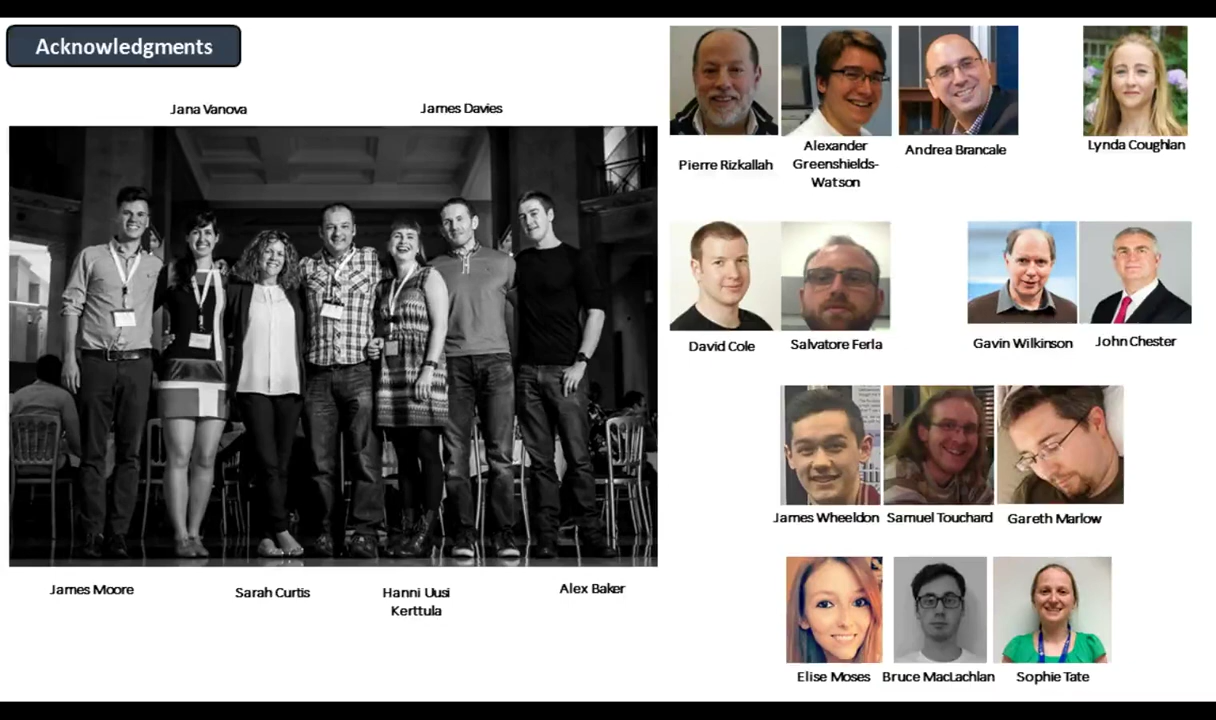 Acknowledgments
Jana Vanova
James Davies
James Moore
Sarah Curtis
Hanni Uusi
Kerttula
Alex Baker
Pierre Rizkallah
Alexander
Greenshields-
Watson
Andrea Brancale
Lynda Coughlan
David Cole
Salvatore Ferla
Gavin Wilkinson
John Chester
James Wheeldon
Samuel Touchard
Gareth Marlow
Elise Moses
Bruce MacLachlan
Sophie Tate